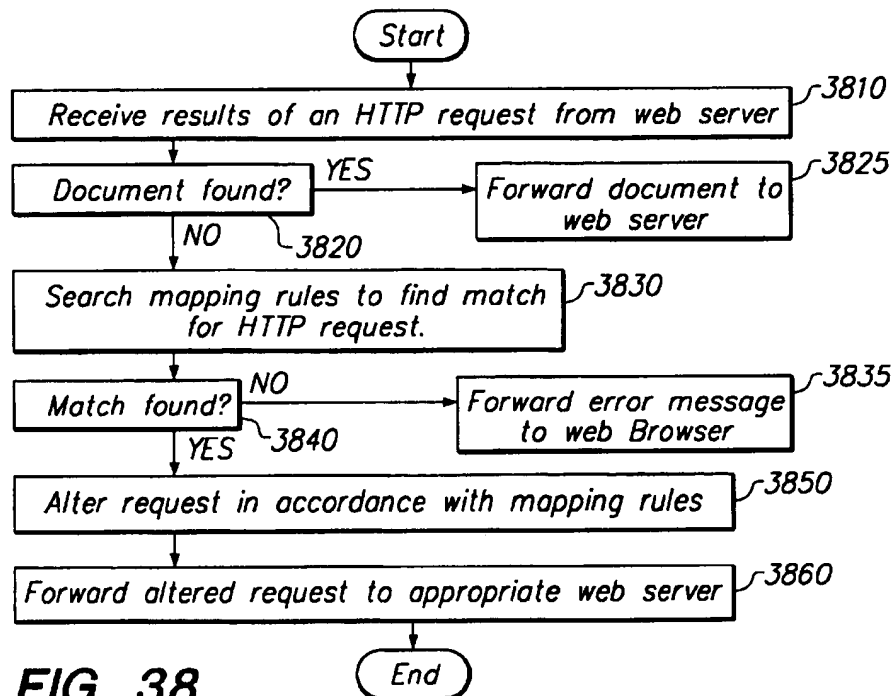 Start
Receive results of an HTTP request from web server
3810
Document found?
YES
3825
Forward document to
web server
NO
3820
Search mapping rules to find match
for HTTP request.
3830
Match found?
NO
3835
Forward error message
to web Browser
3840
YES
Alter request in accordance with mapping rules
3850
Forward altered request to appropriate web server
3860
End
FIG. 38